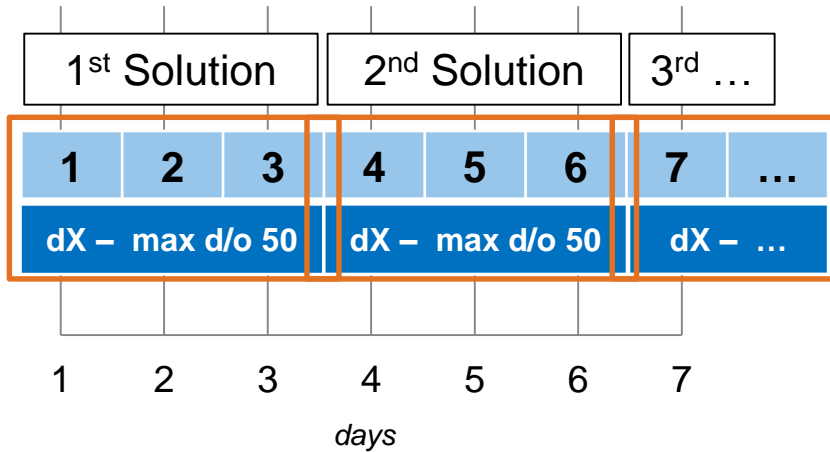 1st Solution 2nd Solution 3rd …
1 2 3 4 5 6 7 …
dX – max d/o 50 dX – max d/o 50 dX – …
1 2 3 4 5 6 7
days